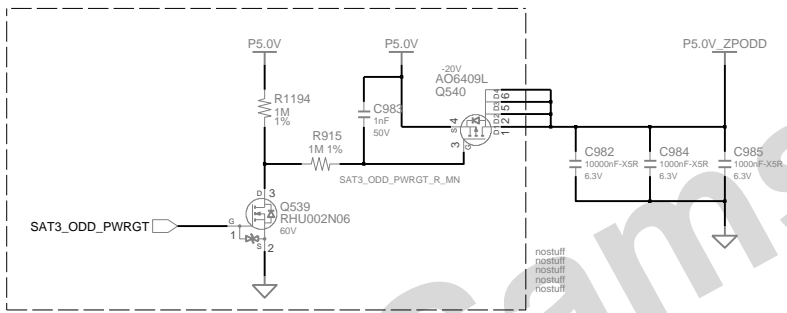 P5.0V
P5.0V
P5.0V_ZPODD
-20V
AO6409L
Q540
R1194
1M
1%
C983
1nF
50V
R915
1M 1%
4
S
3
G
D4
6
D3
5
D2
2
D1
1
C982
10000nF-X5R
6.3V
C984
1000nF-X5R
6.3V
C985
1000nF-X5R
6.3V
SAT3_ODD_PWRGT_R_MN
D
3
Q539
RHU002N06
60V
SAT3_ODD_PWRGT
G
1
S
2
nostuff
nostuff
nostuff
nostuff
nostuff
Sams